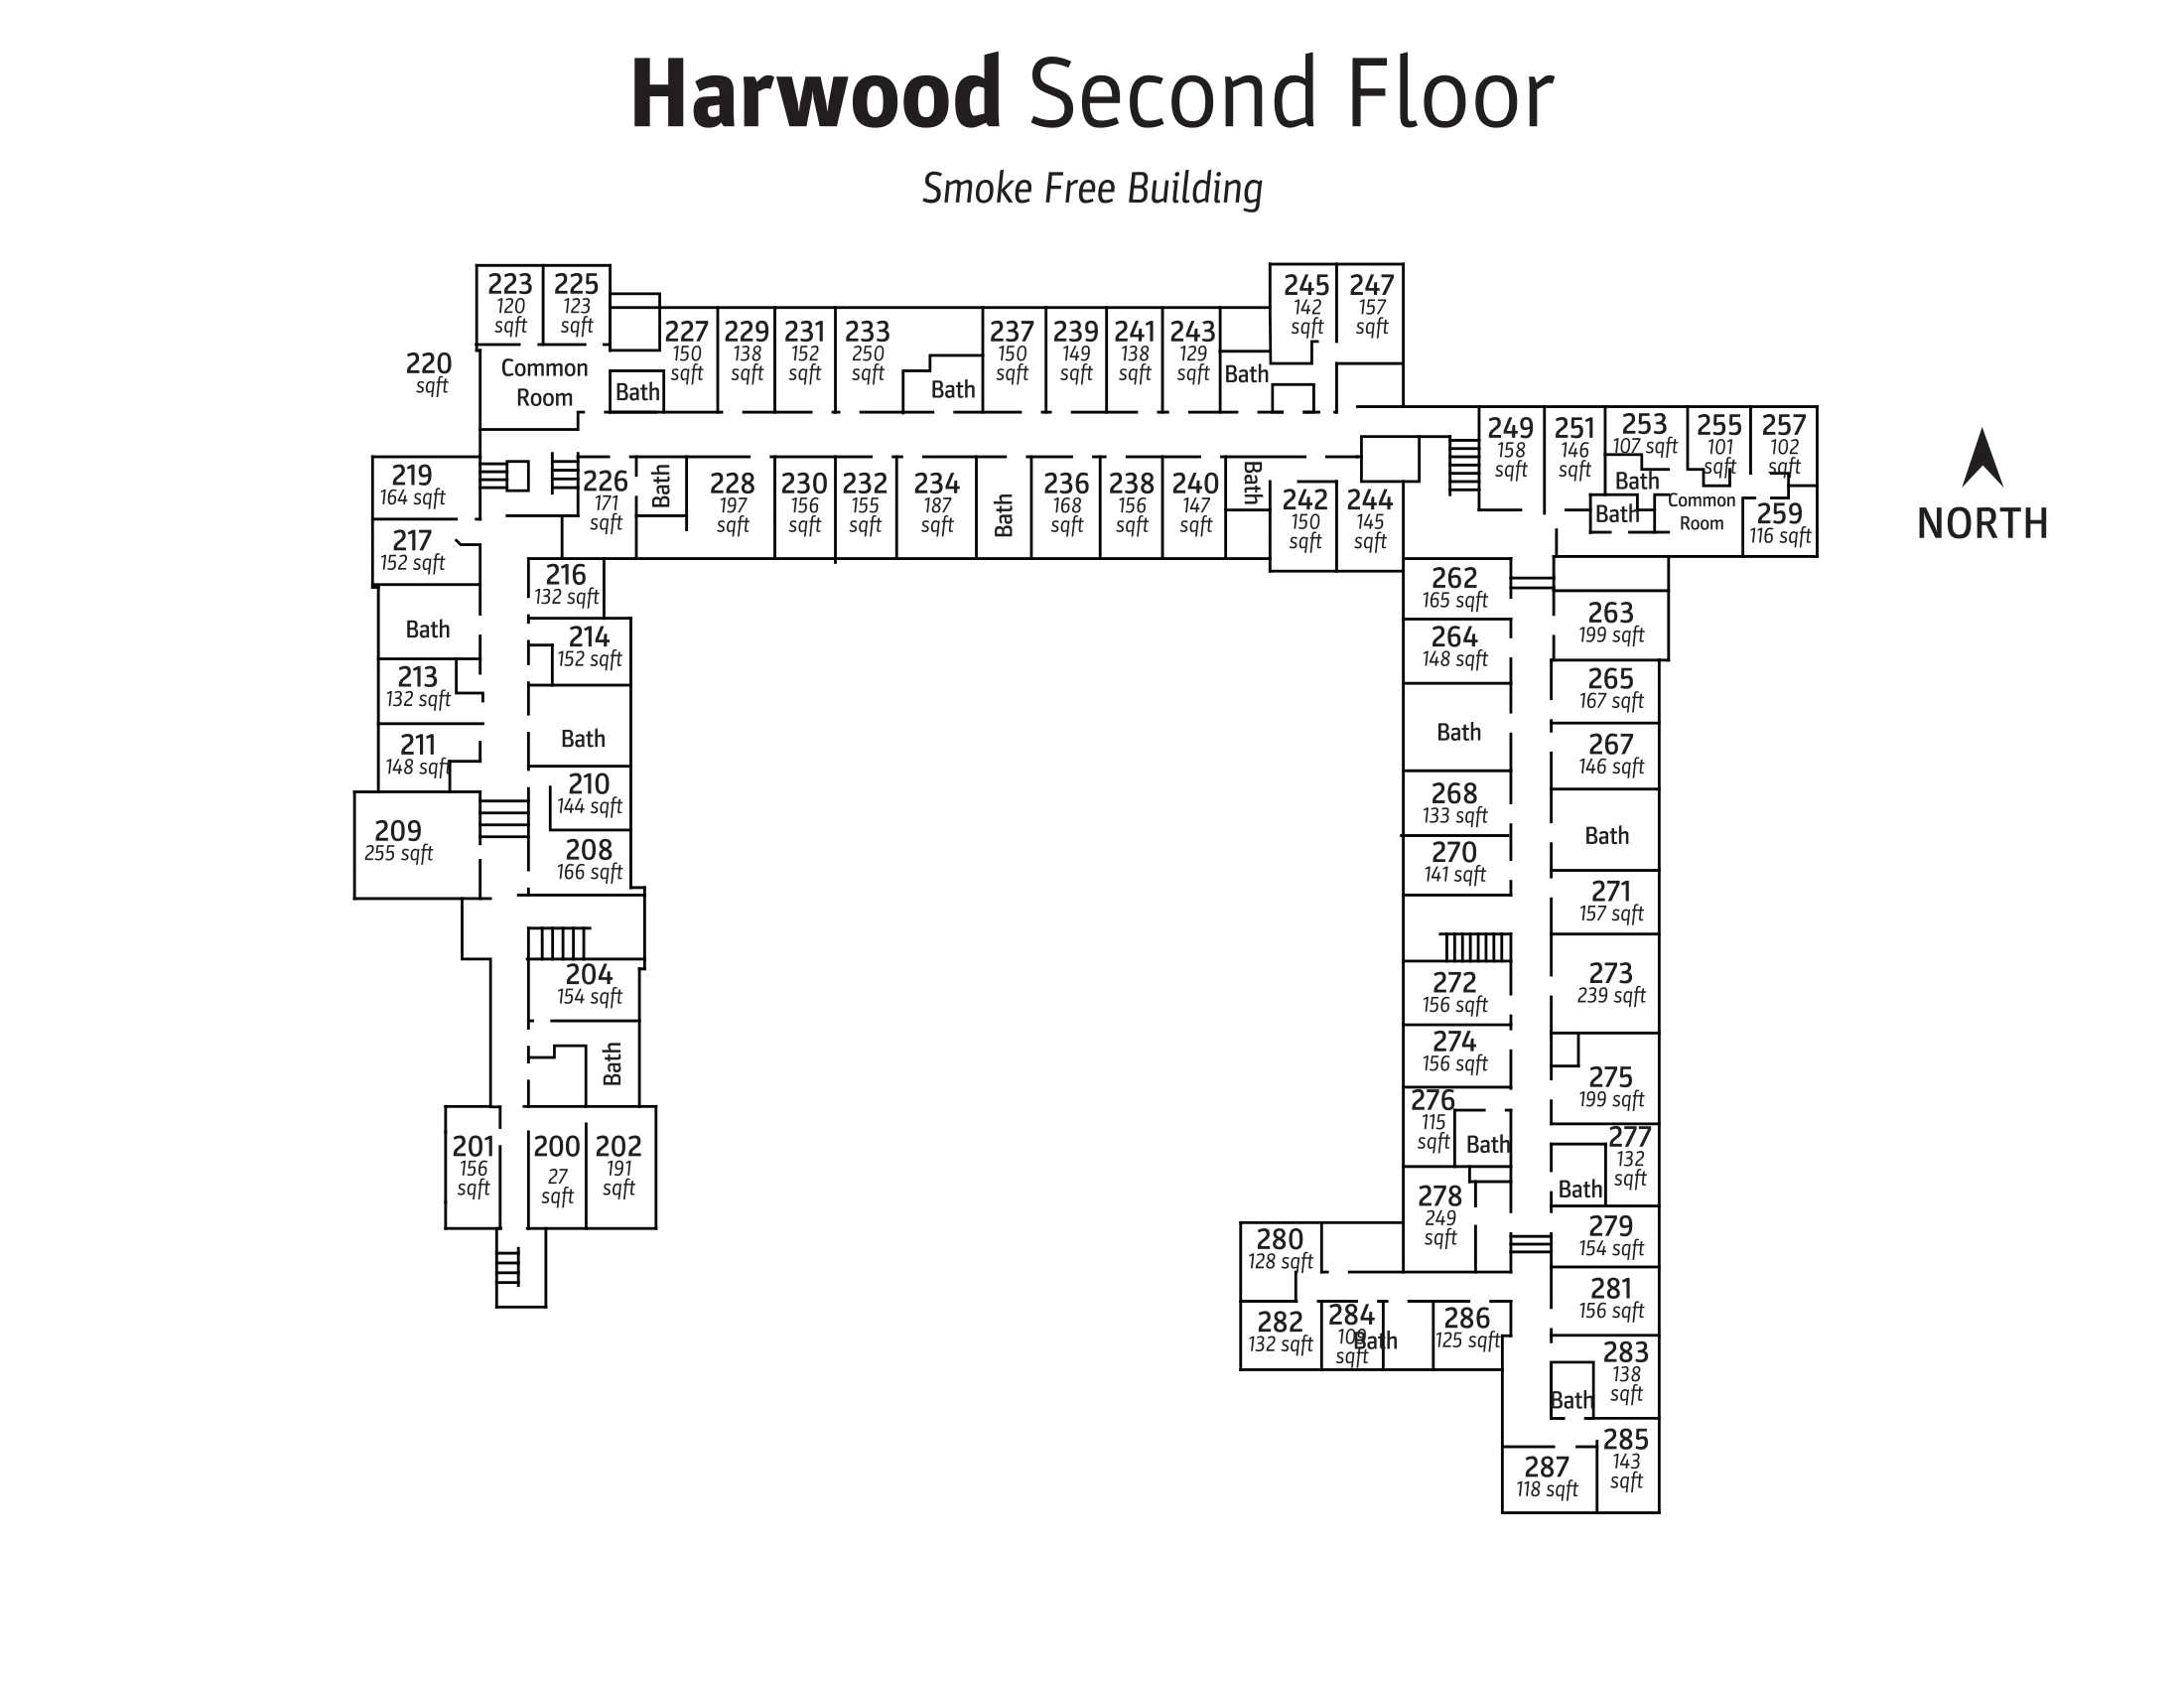 Harwood Second Floor
Smoke Free Building
223
120
sqft
225
123
sqft
220
sqft
Common
Room
Bath
227
150
sqft
229
138
sqft
231
152
sqft
233
250
sqft
Bath
237
150
sqft
239
149
sqft
241
138
sqft
243
129
sqft
Bath
245
142
sqft
247
157
sqft
249
158
sqft
251
146
sqft
253
107 sqft
255
101
sqft
257
102
sqft
Bath
Bath
Common
Room
259
116 sqft
NORTH
219
164 sqft
217
152 sqft
226
171
sqft
Bath
228
197
sqft
230
156
sqft
232
155
sqft
234
187
sqft
Bath
236
168
sqft
238
156
sqft
240
147
sqft
Bath
242
150
sqft
244
145
sqft
216
132 sqft
214
152 sqft
Bath
213
132 sqft
211
148 sqft
Bath
210
144 sqft
209
255 sqft
208
166 sqft
204
154 sqft
Bath
201
156
sqft
200
27
sqft
202
191
sqft
262
165 sqft
263
199 sqft
264
148 sqft
265
167 sqft
Bath
267
146 sqft
268
133 sqft
Bath
270
141 sqft
271
157 sqft
272
156 sqft
273
239 sqft
274
156 sqft
275
199 sqft
276
115
sqft
Bath
277
132
sqft
Bath
278
249
sqft
279
154 sqft
280
128 sqft
281
156 sqft
282
132 sqft
284
109
sqft
Bath
286
125 sqft
283
138
sqft
Bath
285
143
sqft
287
118 sqft